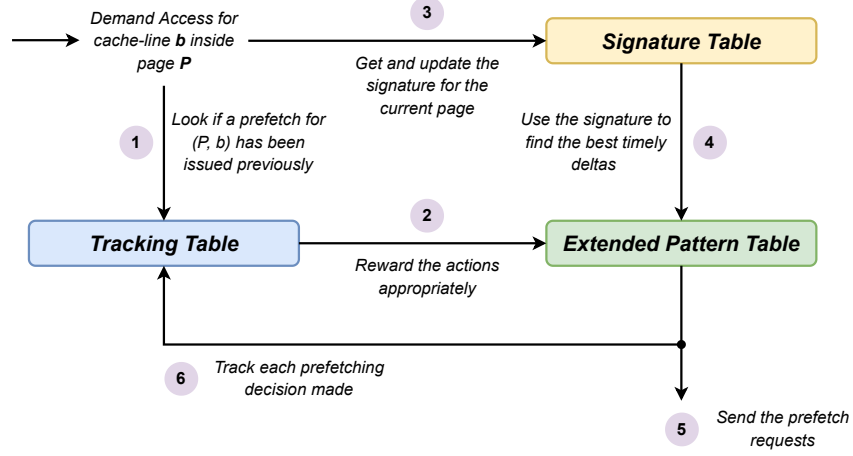 Demand Access for
cache-line b inside
page P
3
Get and update the
signature for the
current page
Signature Table
1
Look if a prefetch for
(P, b) has been
issued previously
Use the signature to
find the best timely
deltas
4
Tracking Table
2
Reward the actions
appropriately
Extended Pattern Table
6
Track each prefetching
decision made
5
Send the prefetch
requests